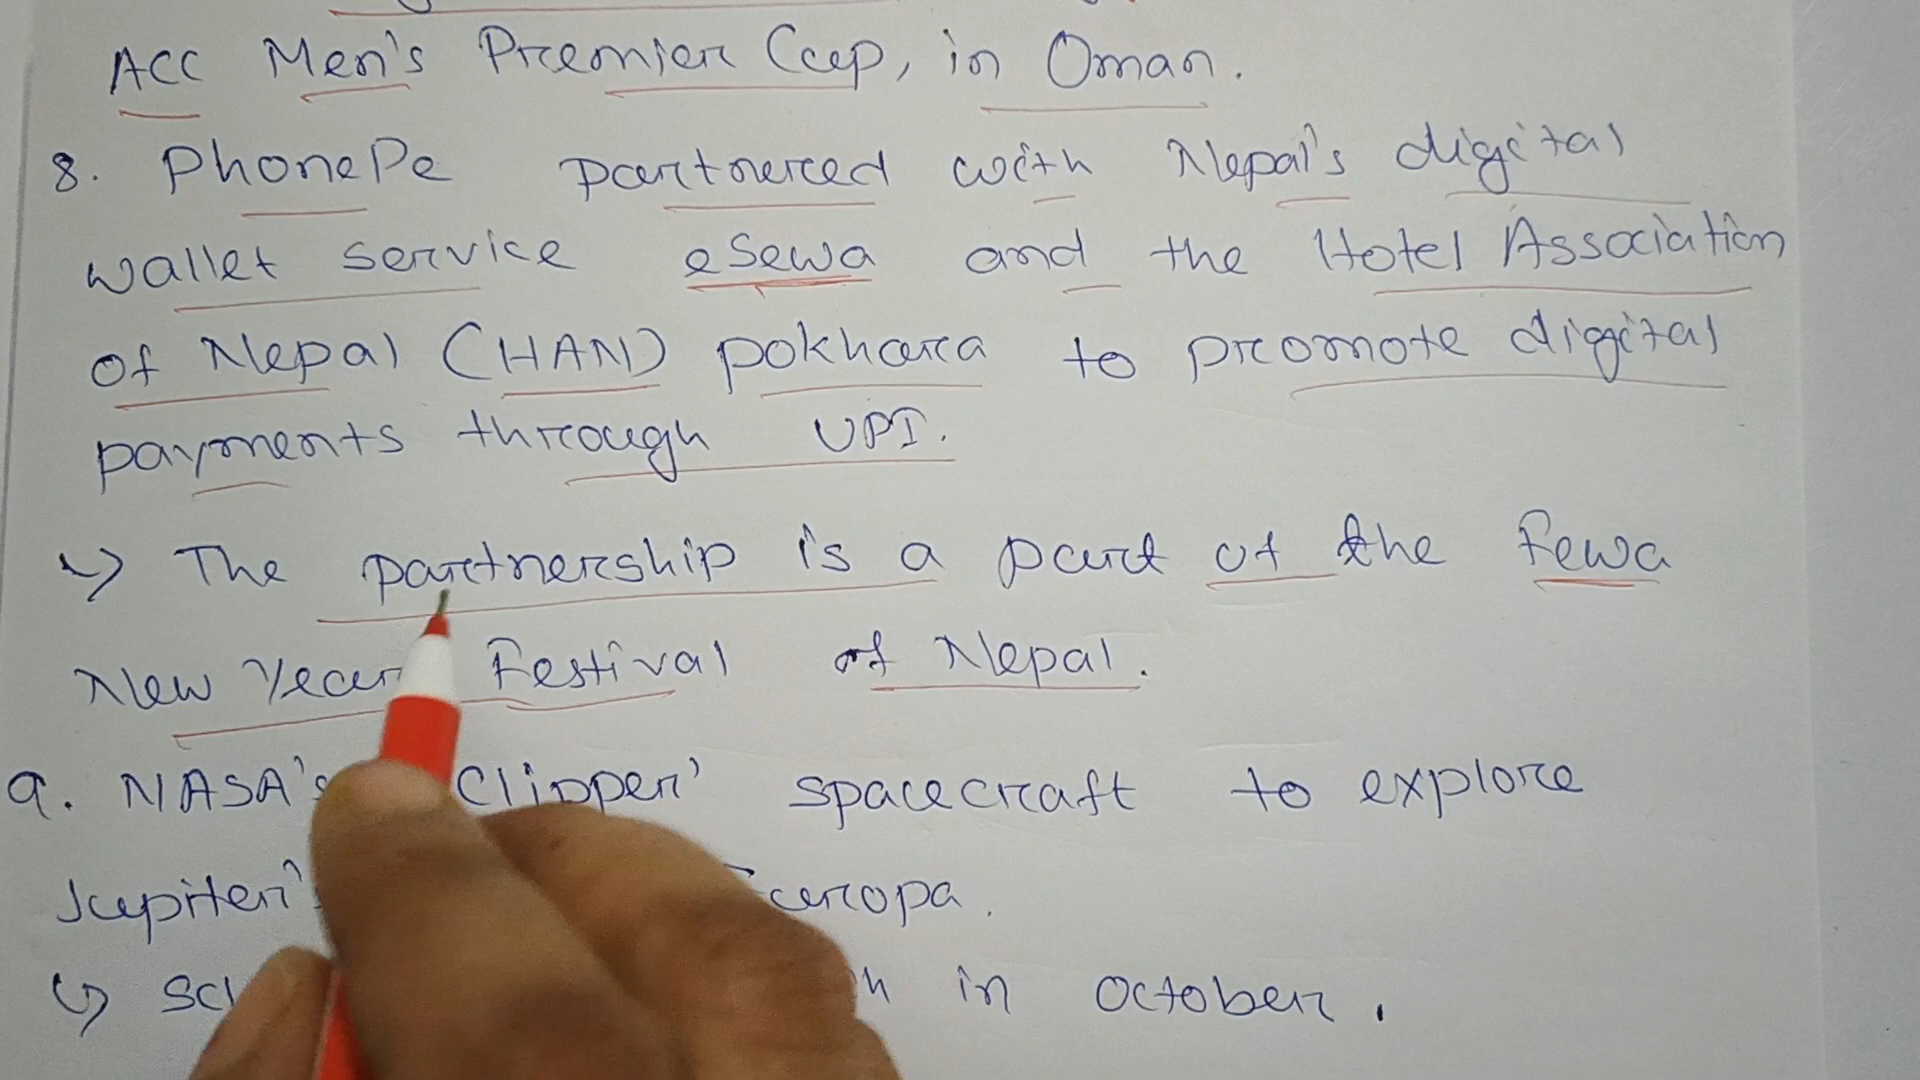 ACC Men's Premier Cup, in Oman.
8. PhonePe partnered with Nepal's digital
wallet service eSewa and the Hotel Association
of Nepal (HAN) pokhara to promote digital
payments through UPI.
↳ The partnership is a part of the Fewa
New Year Festival of Nepal.
9. NASA's Clipper' spacecraft to explore
Jupiter's Europa.
↳ in October.